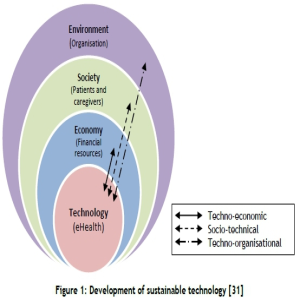 Environment
(Organisation)
Society
(Patients and
caregivers)
Economy
(Financial
resources)
Technology
(eHealth)
Techno-economic
Socio-technical
Techno-organisational
Figure 1: Development of sustainable technology [31]